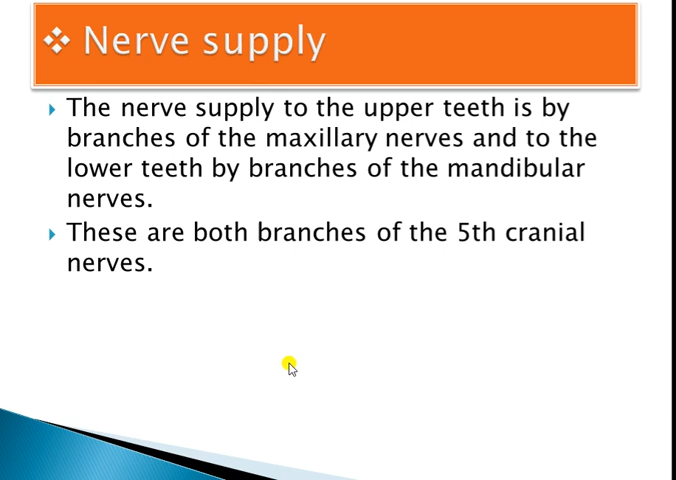 ❖ Nerve supply
The nerve supply to the upper teeth is by
branches of the maxillary nerves and to the
lower teeth by branches of the mandibular
nerves.
These are both branches of the 5th cranial
nerves.